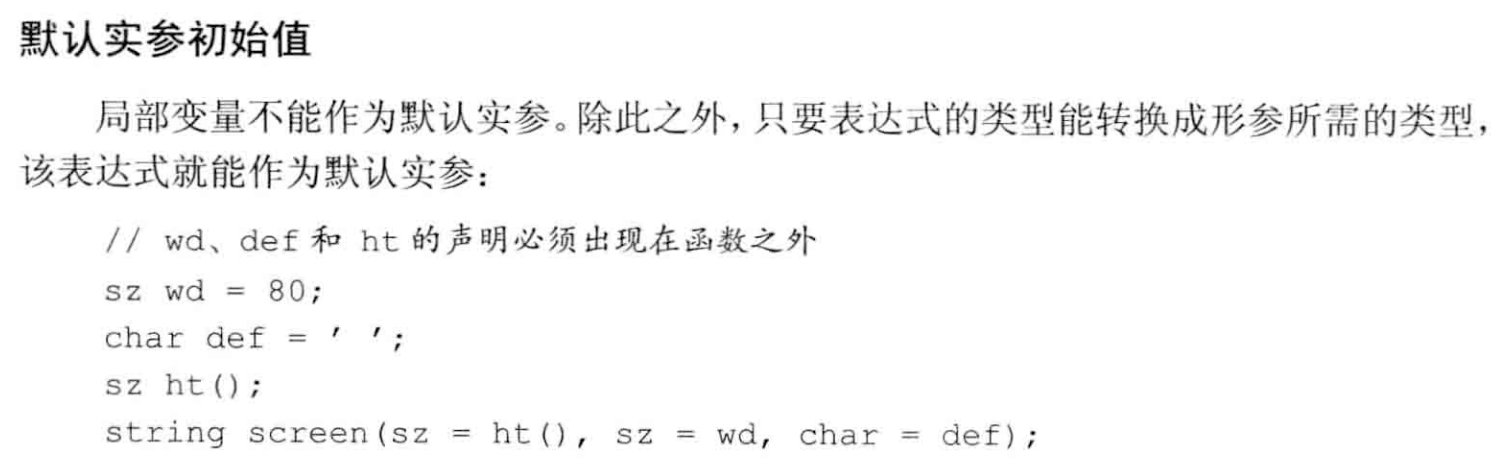 默认实参初始值
局部变量不能作为默认实参。除此之外，只要表达式的类型能转换成形参所需的类型，
该表达式就能作为默认实参：
// wd、def 和 ht 的声明必须出现在函数之外
sz wd = 80;
char def = ' ';
sz ht();
string screen(sz = ht(), sz = wd, char = def);